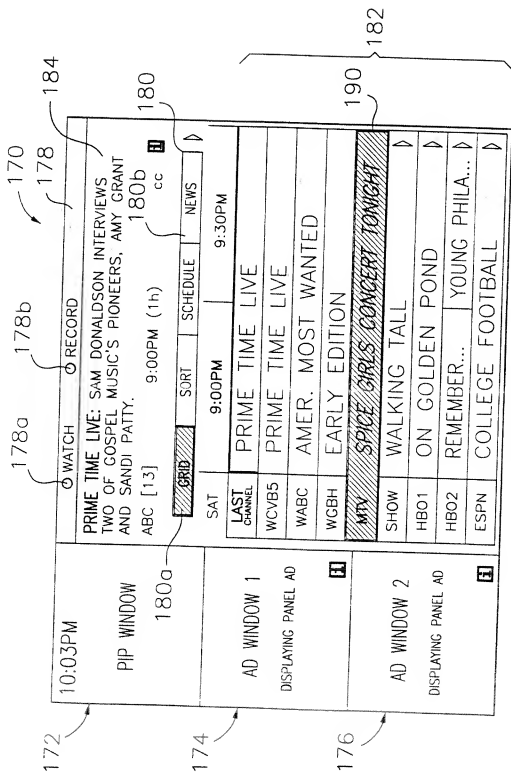 170
178a
178b
178
184
180
180b
180a
182
190
172
174
176
10:03PM
PIP WINDOW
AD WINDOW 1
DISPLAYING PANEL AD
i
AD WINDOW 2
DISPLAYING PANEL AD
i
WATCH RECORD
PRIME TIME LIVE: SAM DONALDSON INTERVIEWS
TWO OF GOSPEL MUSIC'S PIONEERS, AMY GRANT
AND SANDI PATTY.
ABC [13] 9:00PM (1h) CC i
GRID SORT SCHEDULE NEWS
SAT 9:00PM 9:30PM
LAST CHANNEL PRIME TIME LIVE
WCVB5 PRIME TIME LIVE
WABC AMER. MOST WANTED
WGBH EARLY EDITION
MTV SPICE GIRLS CONCERT TONIGHT
SHOW WALKING TALL
HBO1 ON GOLDEN POND
HBO2 REMEMBER... YOUNG PHILA...
ESPN COLLEGE FOOTBALL